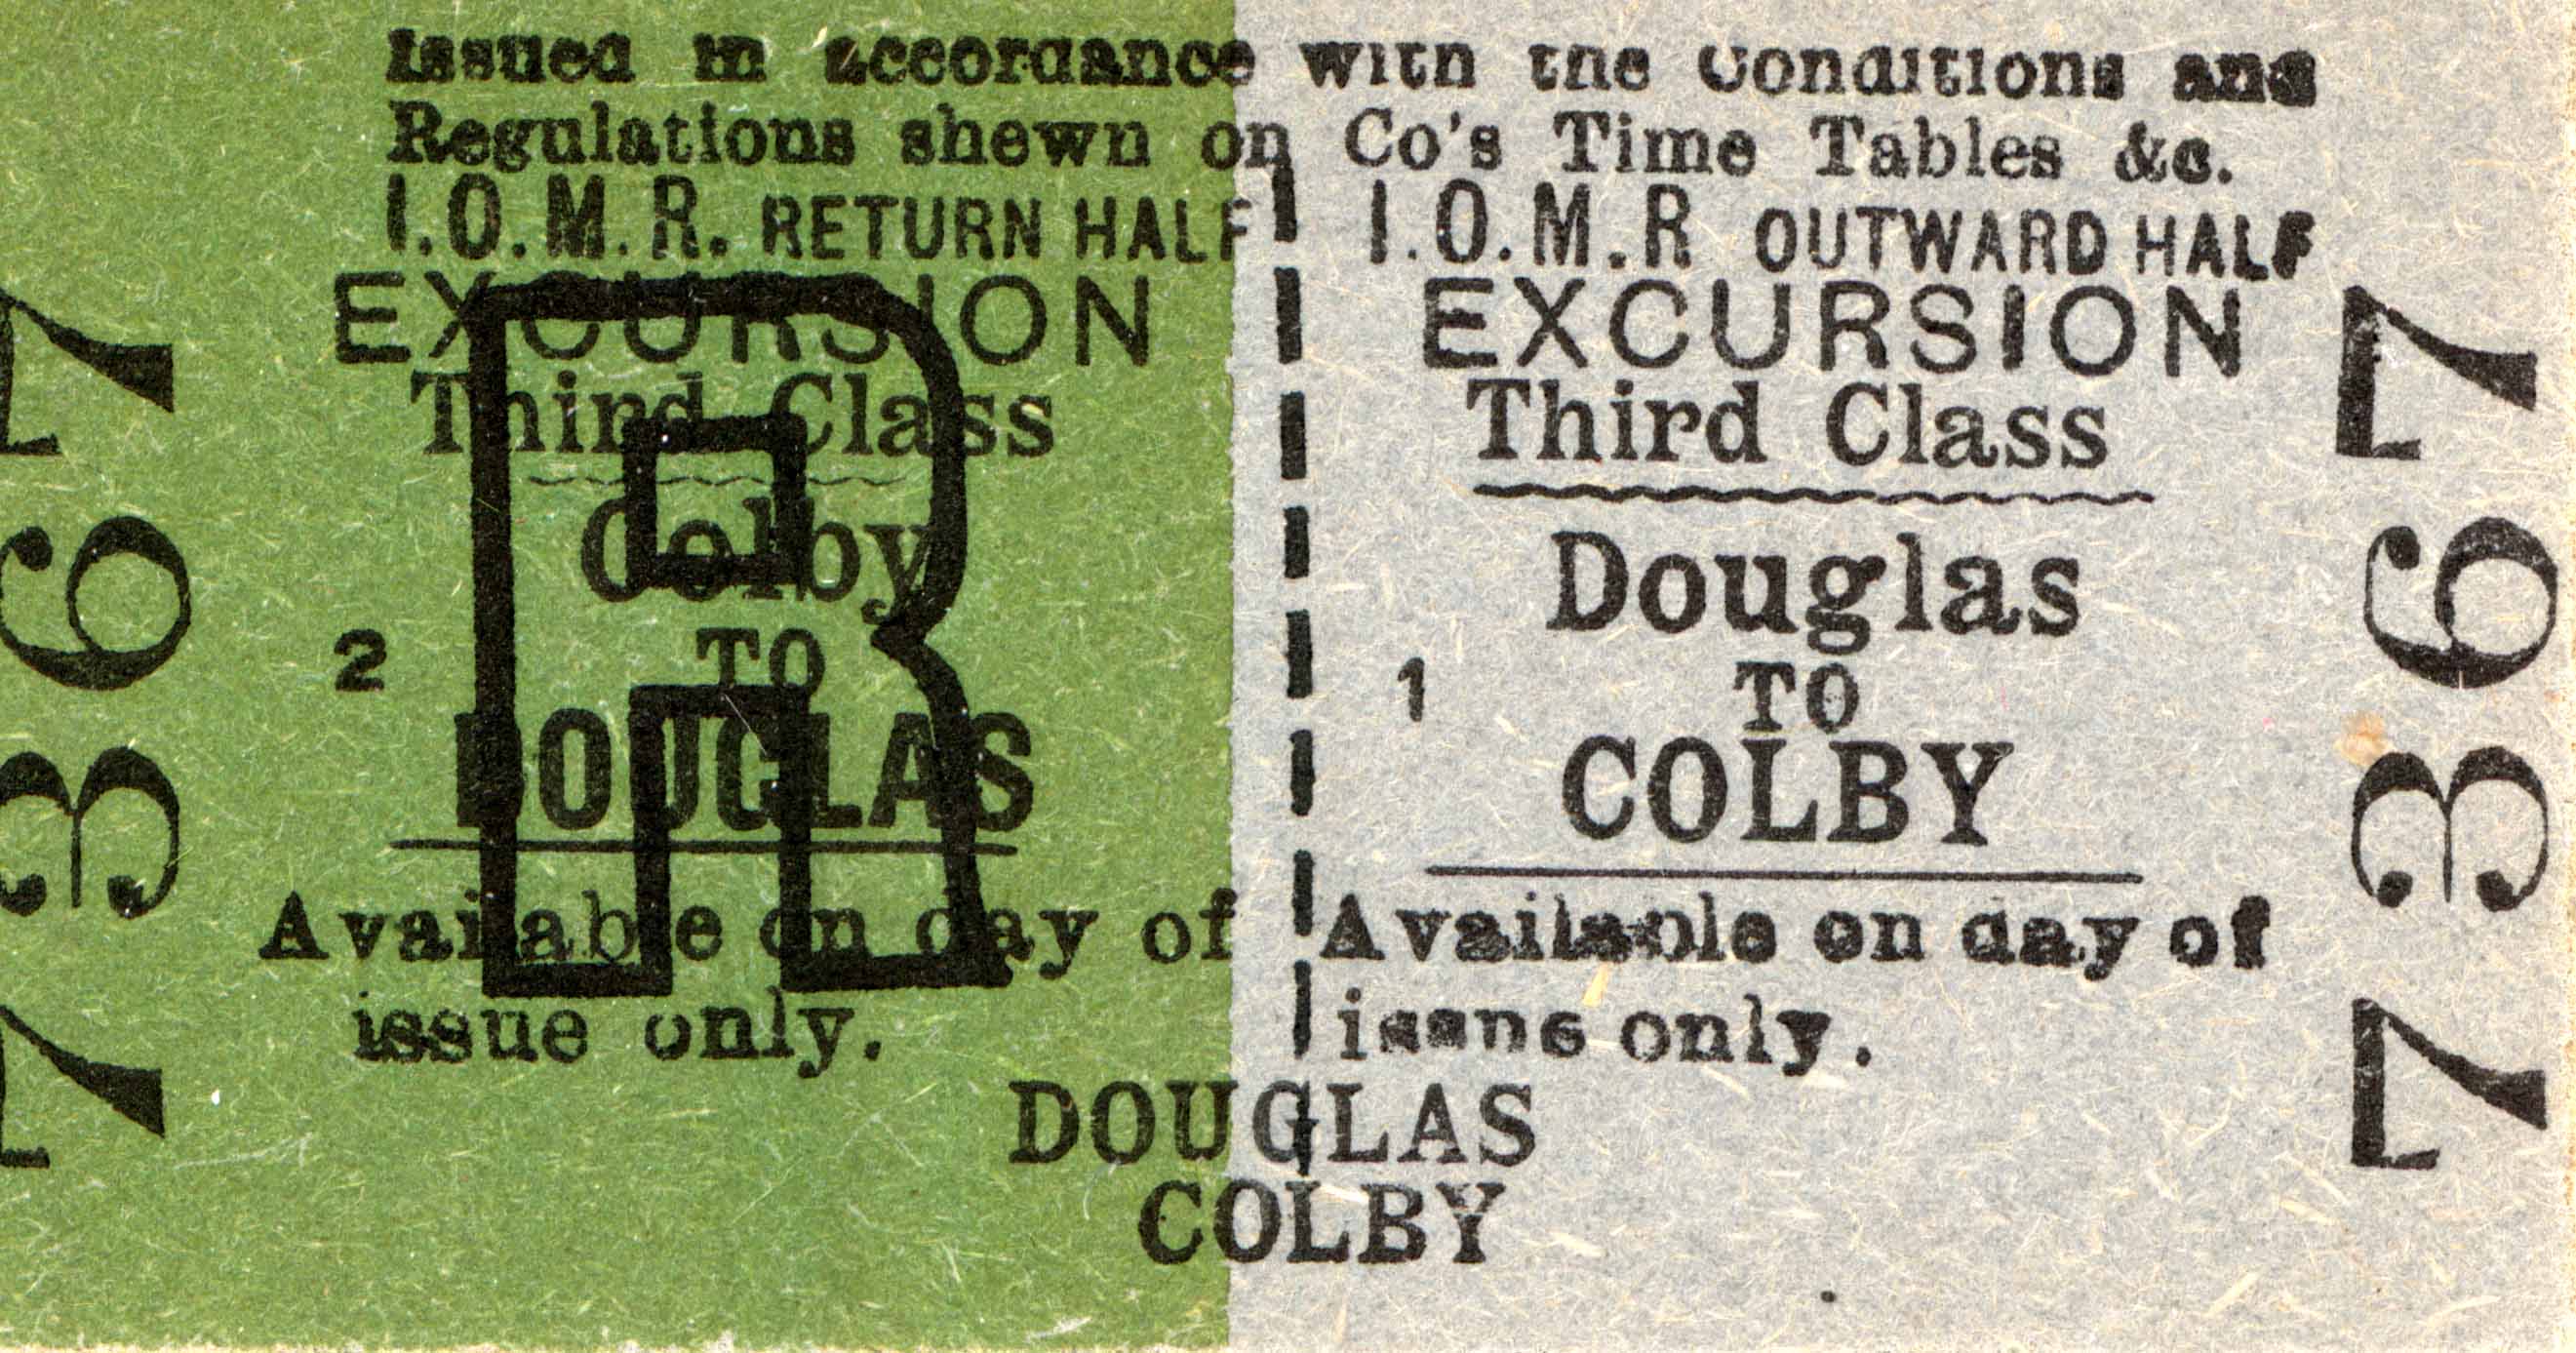 Issued in accordance with the Conditions and
Regulations shewn on Co's Time Tables &c.
I.O.M.R. RETURN HALF
EXCURSION
Third Class
Colby
TO
2
DOUGLAS
Available on day of
issue only.
R
7367
I.O.M.R OUTWARD HALF
EXCURSION
Third Class
Douglas
TO
1
COLBY
Available on day of
issue only.
7367
DOUGLAS
COLBY